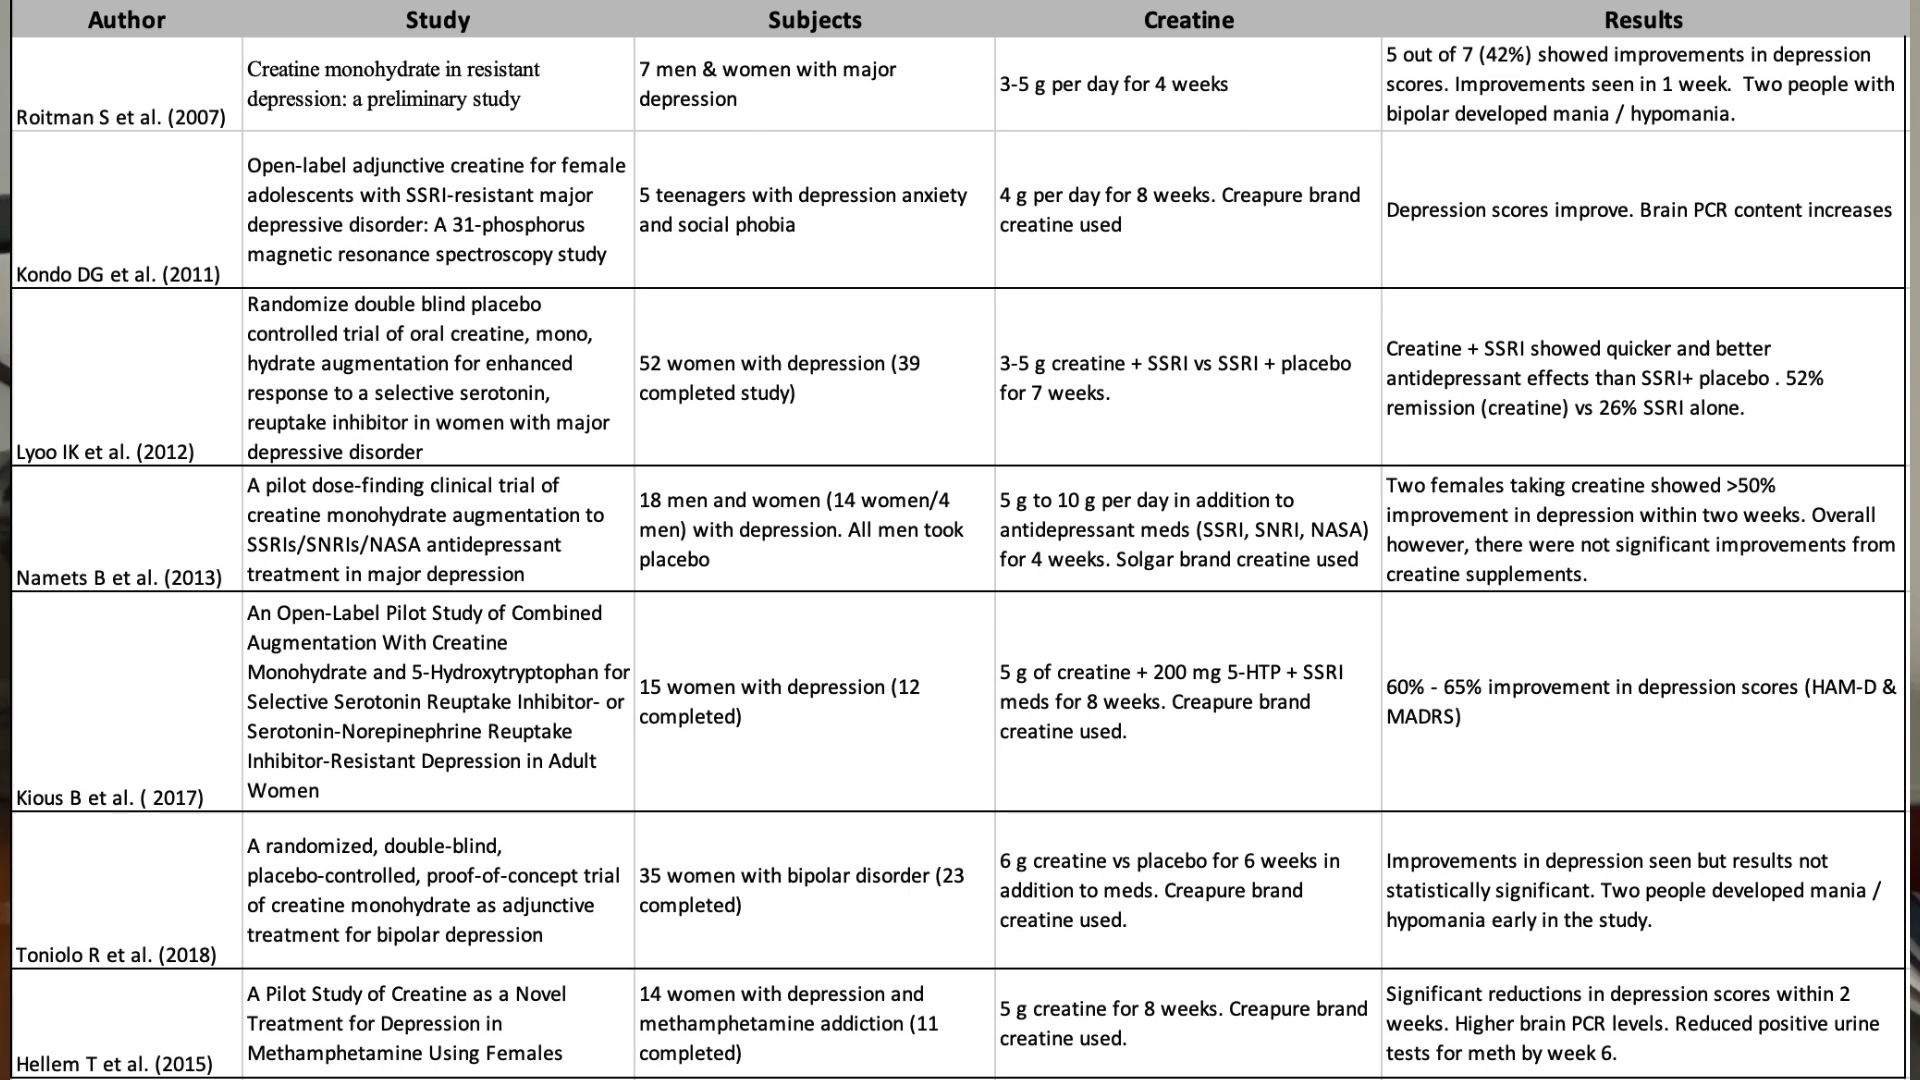 Author Study Subjects Creatine Results
Roitman S et al. (2007)
Creatine monohydrate in resistant
depression: a preliminary study
7 men & women with major
depression
3-5 g per day for 4 weeks
5 out of 7 (42%) showed improvements in depression
scores. Improvements seen in 1 week.  Two people with
bipolar developed mania / hypomania.
Kondo DG et al. (2011)
Open-label adjunctive creatine for female
adolescents with SSRI-resistant major
depressive disorder: A 31-phosphorus
magnetic resonance spectroscopy study
5 teenagers with depression anxiety
and social phobia
4 g per day for 8 weeks. Creapure brand
creatine used
Depression scores improve. Brain PCR content increases
Lyoo IK et al. (2012)
Randomize double blind placebo
controlled trial of oral creatine, mono,
hydrate augmentation for enhanced
response to a selective serotonin,
reuptake inhibitor in women with major
depressive disorder
52 women with depression (39
completed study)
3-5 g creatine + SSRI vs SSRI + placebo
for 7 weeks.
Creatine + SSRI showed quicker and better
antidepressant effects than SSRI+ placebo . 52%
remission (creatine) vs 26% SSRI alone.
Namets B et al. (2013)
A pilot dose-finding clinical trial of
creatine monohydrate augmentation to
SSRIs/SNRIs/NASA antidepressant
treatment in major depression
18 men and women (14 women/4
men) with depression. All men took
placebo
5 g to 10 g per day in addition to
antidepressant meds (SSRI, SNRI, NASA)
for 4 weeks. Solgar brand creatine used
Two females taking creatine showed >50%
improvement in depression within two weeks. Overall
however, there were not significant improvements from
creatine supplements.
Kious B et al. ( 2017)
An Open-Label Pilot Study of Combined
Augmentation With Creatine
Monohydrate and 5-Hydroxytryptophan for
Selective Serotonin Reuptake Inhibitor- or
Serotonin-Norepinephrine Reuptake
Inhibitor-Resistant Depression in Adult
Women
15 women with depression (12
completed)
5 g of creatine + 200 mg 5-HTP + SSRI
meds for 8 weeks. Creapure brand
creatine used.
60% - 65% improvement in depression scores (HAM-D &
MADRS)
Toniolo R et al. (2018)
A randomized, double-blind,
placebo-controlled, proof-of-concept trial
of creatine monohydrate as adjunctive
treatment for bipolar depression
35 women with bipolar disorder (23
completed)
6 g creatine vs placebo for 6 weeks in
addition to meds. Creapure brand
creatine used.
Improvements in depression seen but results not
statistically significant. Two people developed mania /
hypomania early in the study.
Hellem T et al. (2015)
A Pilot Study of Creatine as a Novel
Treatment for Depression in
Methamphetamine Using Females
14 women with depression and
methamphetamine addiction (11
completed)
5 g creatine for 8 weeks. Creapure brand
creatine used.
Significant reductions in depression scores within 2
weeks. Higher brain PCR levels. Reduced positive urine
tests for meth by week 6.